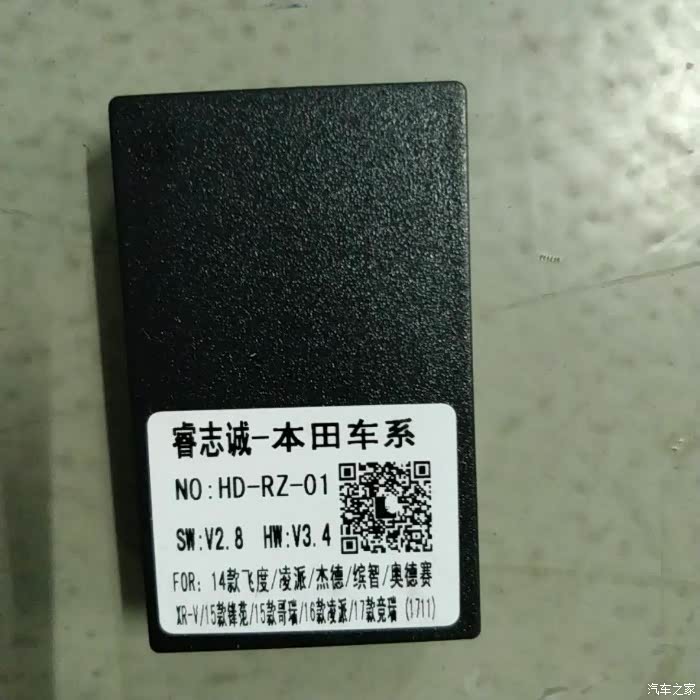 睿志诚-本田车系
NO:HD-RZ-01
SW:V2.8 HW:V3.4
FOR: 14款飞度/凌派/杰德/缤智/奥德赛
XR-V/15款锋范/15款哥瑞/16款凌派/17款竞瑞 (1711)
汽车之家